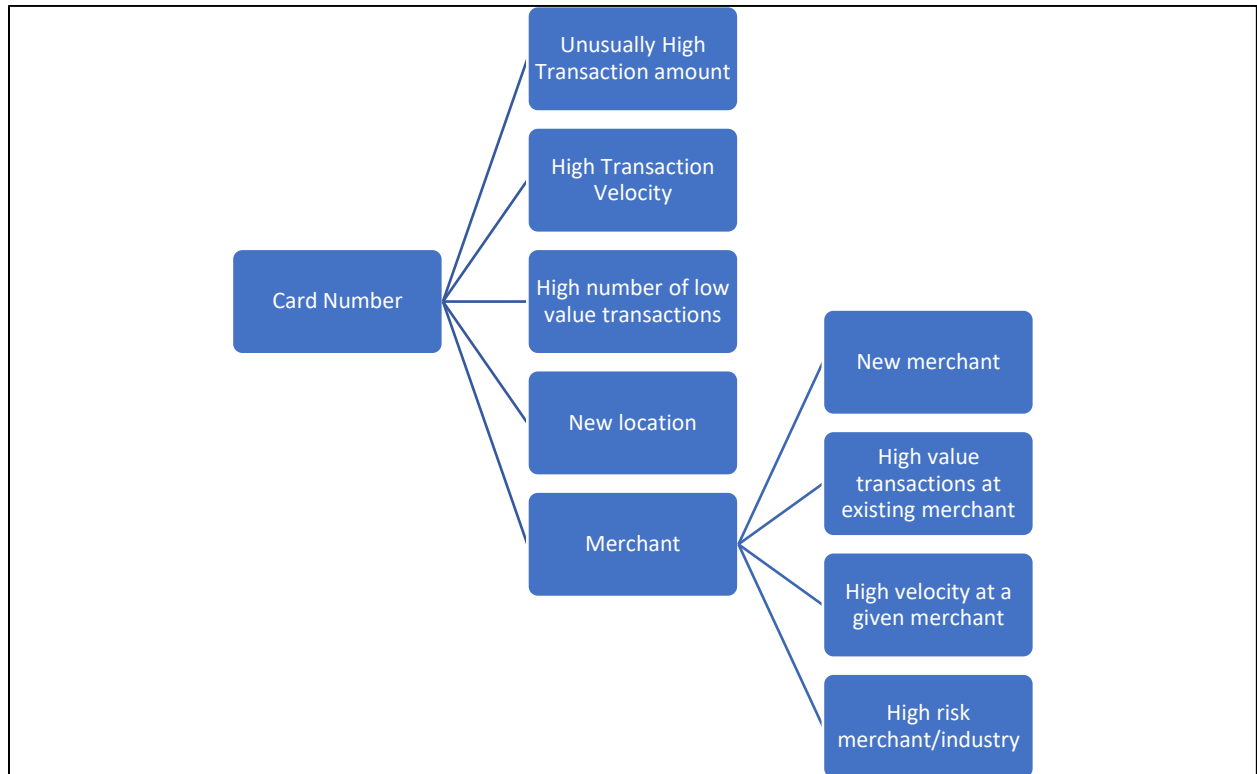 Unusually High
Transaction amount
High Transaction
Velocity
Card Number
High number of low
value transactions
New location
Merchant
New merchant
High value
transactions at
existing merchant
High velocity at a
given merchant
High risk
merchant/industry